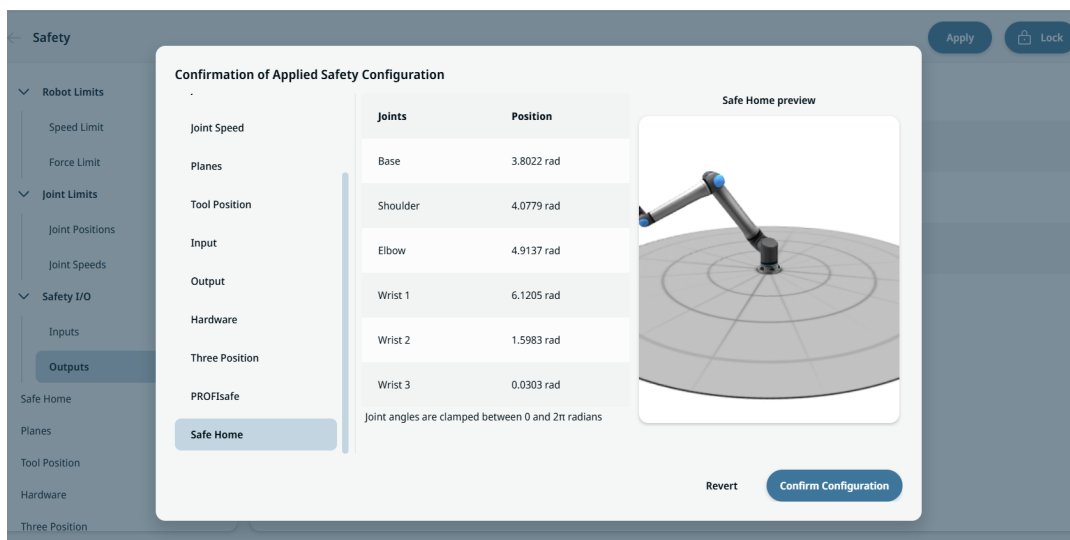 Safety
Apply
Lock
Robot Limits
Speed Limit
Force Limit
Joint Limits
Joint Positions
Joint Speeds
Safety I/O
Inputs
Outputs
Safe Home
Planes
Tool Position
Hardware
Three Position
Confirmation of Applied Safety Configuration
Joint Speed
Planes
Tool Position
Input
Output
Hardware
Three Position
PROFIsafe
Safe Home
Joints Position
Base 3.8022 rad
Shoulder 4.0779 rad
Elbow 4.9137 rad
Wrist 1 6.1205 rad
Wrist 2 1.5983 rad
Wrist 3 0.0303 rad
Joint angles are clamped between 0 and 2π radians
Safe Home preview
Revert
Confirm Configuration